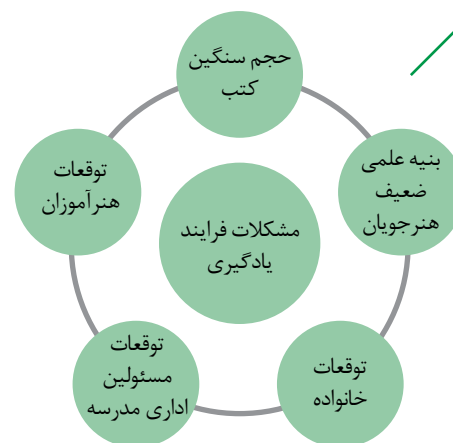 حجم سنگین
کتب
بنیه علمی
ضعیف
هنرجویان
توقعات
خانواده
توقعات
مسئولین
اداری مدرسه
توقعات
هنرآموزان
مشکلات فرایند
یادگیری